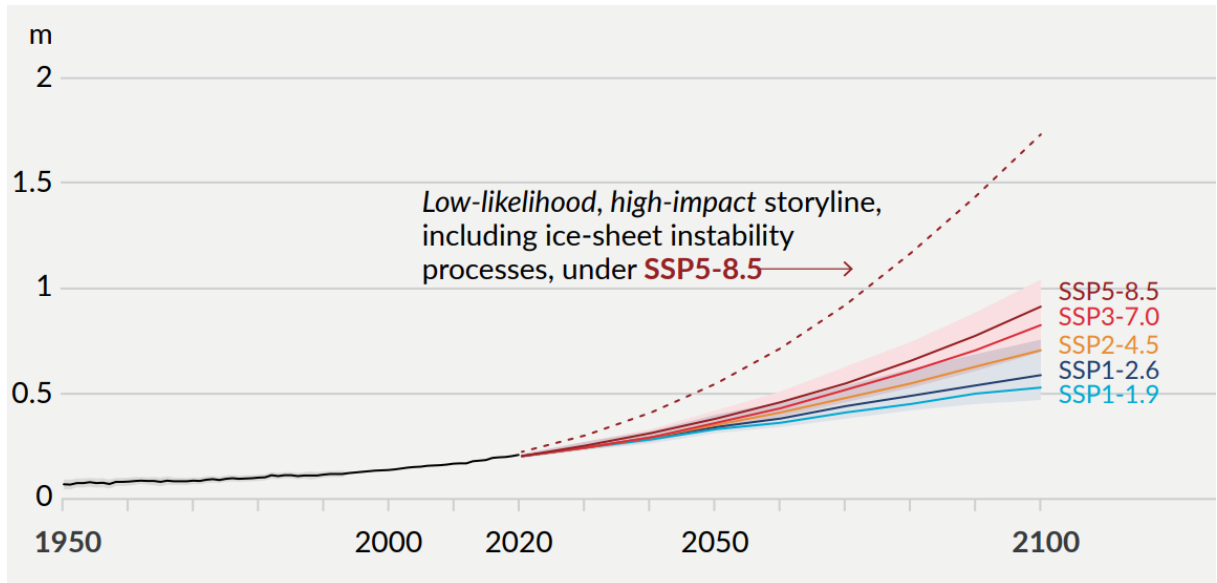 m
2
1.5
Low-likelihood, high-impact storyline,
including ice-sheet instability
processes, under SSP5-8.5
1
SSP5-8.5
SSP3-7.0
SSP2-4.5
SSP1-2.6
SSP1-1.9
0.5
0
1950 2000 2020 2050 2100